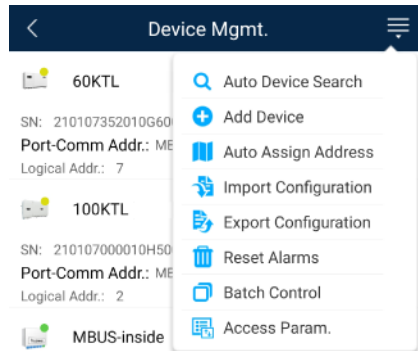 Device Mgmt.
60KTL
SN: 210107352010G60
Port-Comm Addr.: MB
Logical Addr.: 7
100KTL
SN: 210107000010H50
Port-Comm Addr.: MB
Logical Addr.: 2
MBUS-inside
Auto Device Search
Add Device
Auto Assign Address
Import Configuration
Export Configuration
Reset Alarms
Batch Control
Access Param.